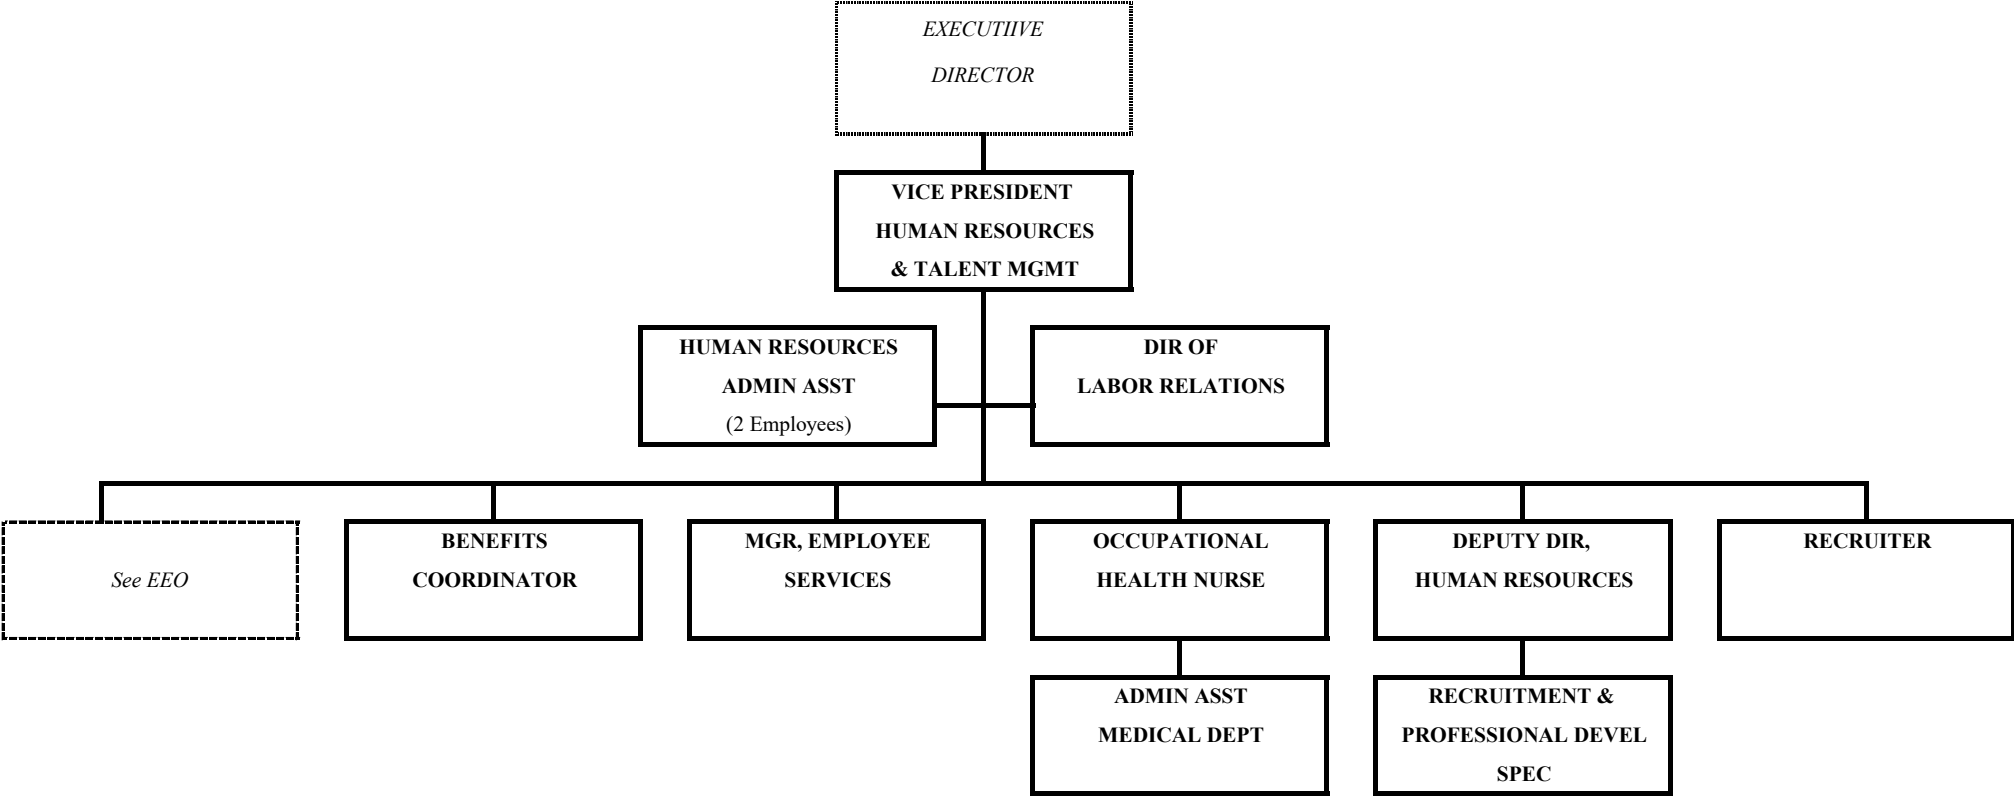 EXECUTIIVE
DIRECTOR
VICE PRESIDENT
HUMAN RESOURCES
& TALENT MGMT
HUMAN RESOURCES
ADMIN ASST
(2 Employees)
DIR OF
LABOR RELATIONS
See EEO
BENEFITS
COORDINATOR
MGR, EMPLOYEE
SERVICES
OCCUPATIONAL
HEALTH NURSE
DEPUTY DIR,
HUMAN RESOURCES
RECRUITER
ADMIN ASST
MEDICAL DEPT
RECRUITMENT &
PROFESSIONAL DEVEL
SPEC